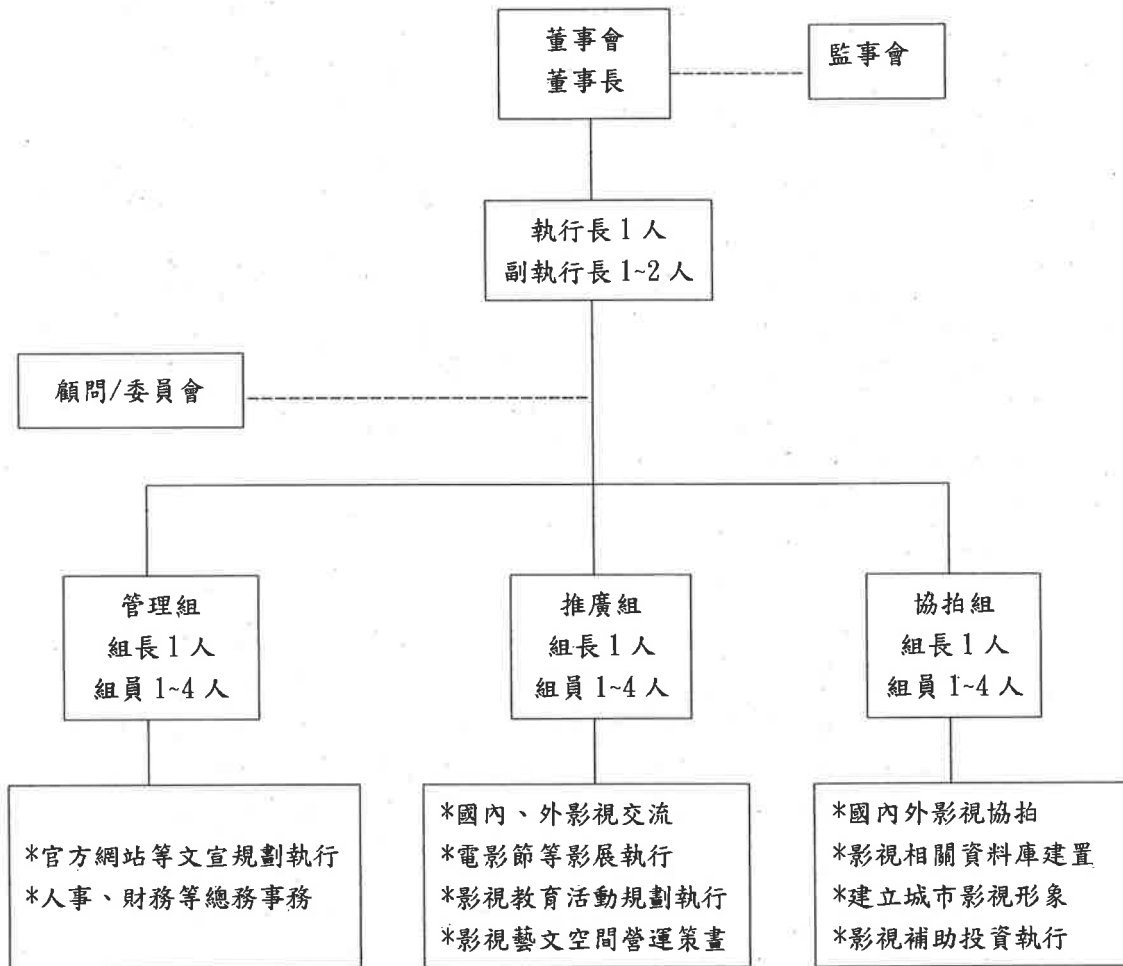 董事會
董事長
監事會
執行長 1 人
副執行長 1~2 人
顧問/委員會
管理組
組長 1 人
組員 1~4 人
推廣組
組長 1 人
組員 1~4 人
協拍組
組長 1 人
組員 1~4 人
*官方網站等文宣規劃執行
*人事、財務等總務事務
*國內、外影視交流
*電影節等影展執行
*影視教育活動規劃執行
*影視藝文空間營運策畫
*國內外影視協拍
*影視相關資料庫建置
*建立城市影視形象
*影視補助投資執行